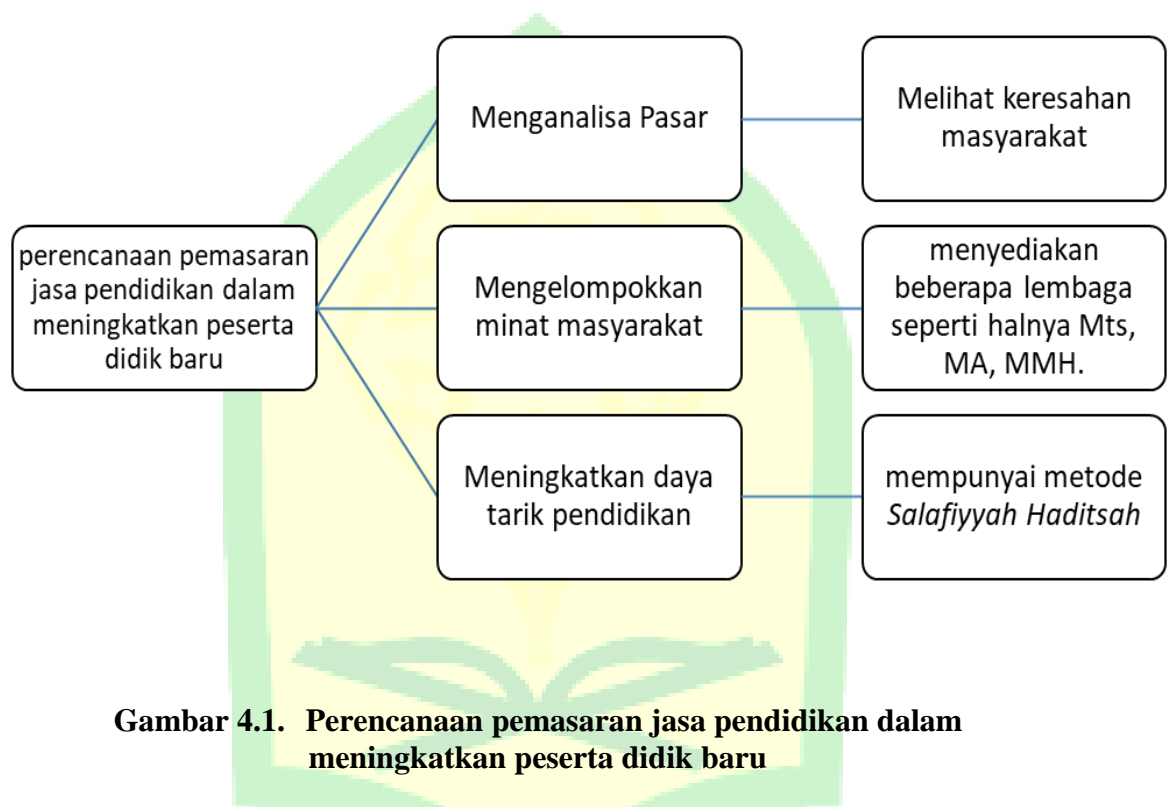 perencanaan pemasaran
jasa pendidikan dalam
meningkatkan peserta
didik baru
Menganalisa Pasar
Melihat keresahan
masyarakat
Mengelompokkan
minat masyarakat
menyediakan
beberapa lembaga
seperti halnya Mts,
MA, MMH.
Meningkatkan daya
tarik pendidikan
mempunyai metode
Salafiyyah Haditsah
Gambar 4.1. Perencanaan pemasaran jasa pendidikan dalam
meningkatkan peserta didik baru